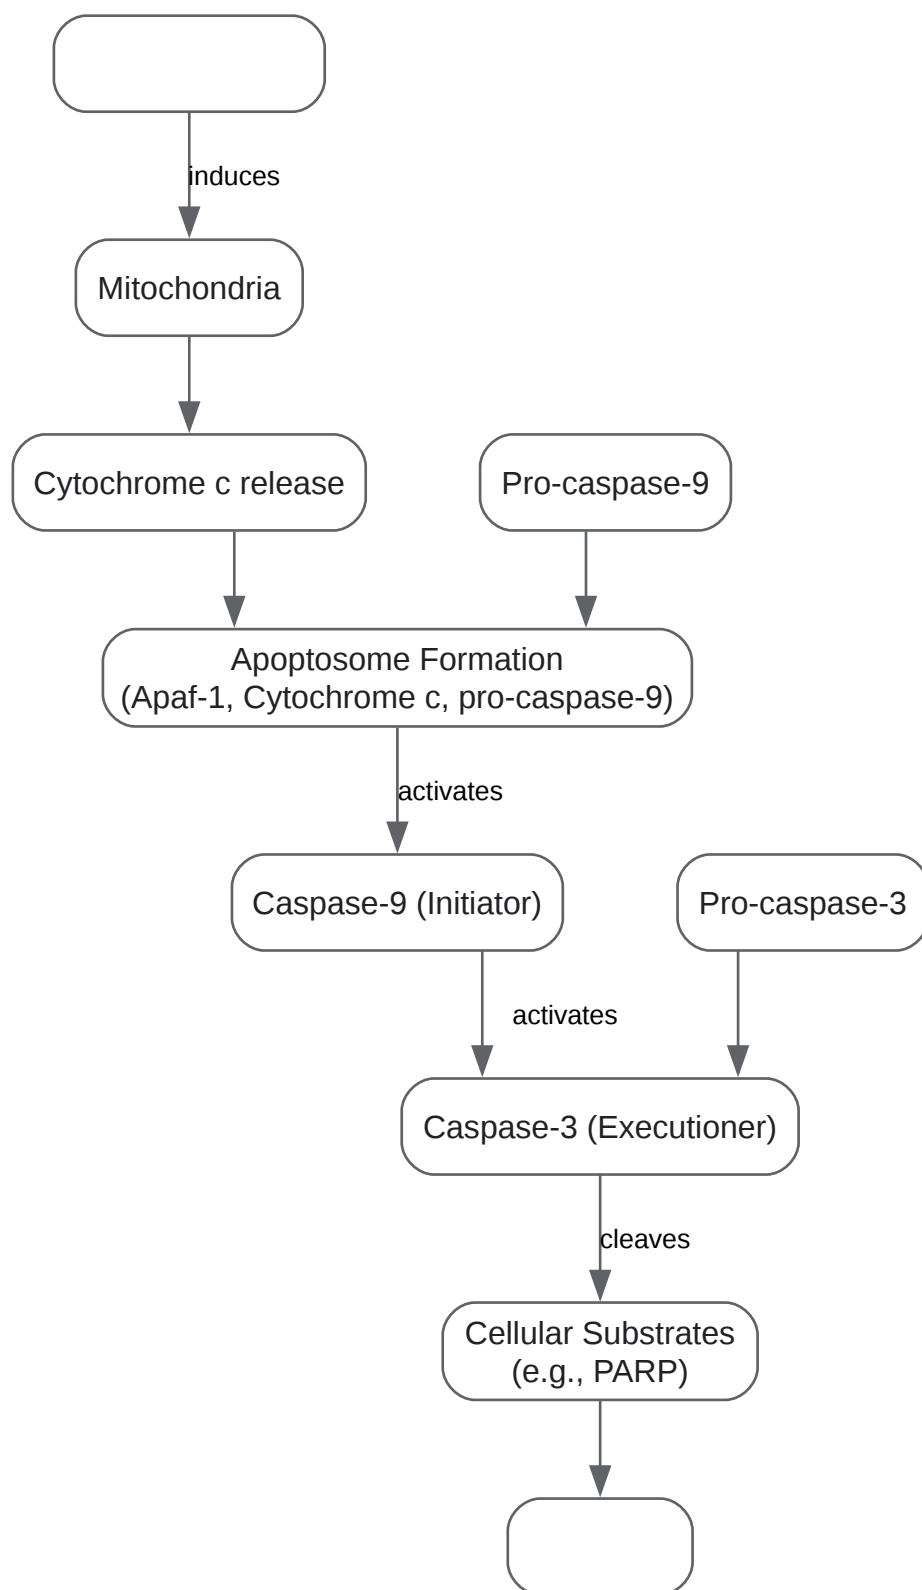 induces
Mitochondria
Cytochrome c release
Pro-caspase-9
Apoptosome Formation
(Apaf-1, Cytochrome c, pro-caspase-9)
activates
Caspase-9 (Initiator)
Pro-caspase-3
activates
Caspase-3 (Executioner)
cleaves
Cellular Substrates
(e.g., PARP)